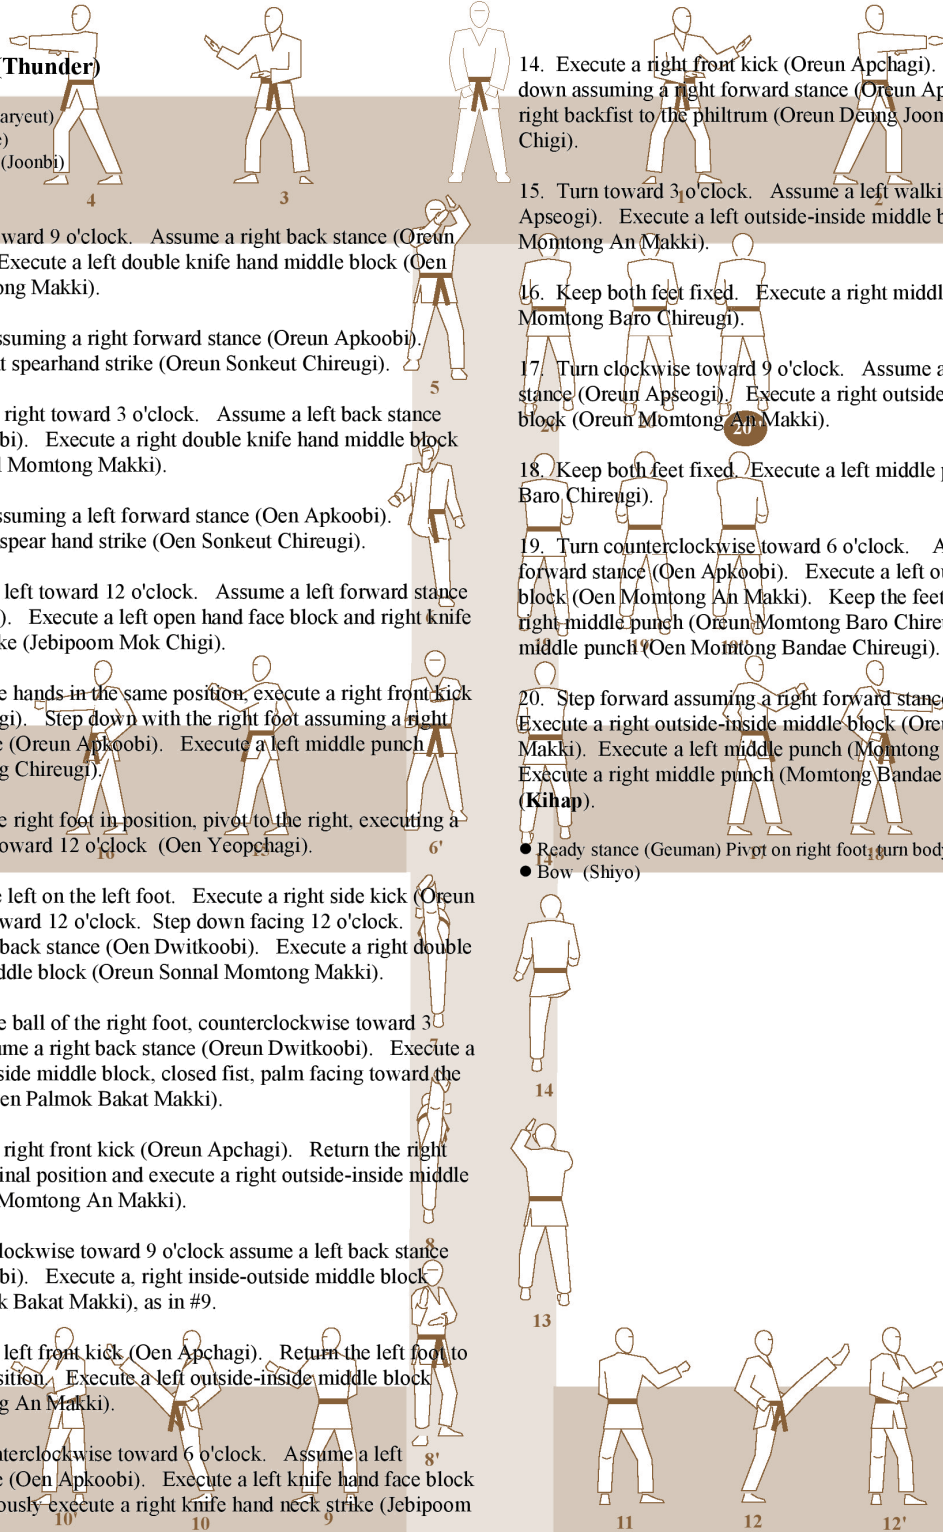 (Thunder)
aryeut)
e)
(Joonbi)
ward 9 o'clock. Assume a right back stance (Oreun
Execute a left double knife hand middle block (Oen
ong Makki).
ssuming a right forward stance (Oreun Apkoobi).
t spearhand strike (Oreun Sonkeut Chireugi).
right toward 3 o'clock. Assume a left back stance
bi). Execute a right double knife hand middle block
l Momtong Makki).
ssuming a left forward stance (Oen Apkoobi).
spear hand strike (Oen Sonkeut Chireugi).
left toward 12 o'clock. Assume a left forward stance
). Execute a left open hand face block and right knife
ke (Jebipoom Mok Chigi).
e hands in the same position, execute a right front kick
gi). Step down with the right foot assuming a right
e (Oreun Apkoobi). Execute a left middle punch
g Chireugi).
e right foot in position, pivot to the right, executing a
toward 12 o'clock (Oen Yeopchagi).
e left on the left foot. Execute a right side kick (Oreun
ward 12 o'clock. Step down facing 12 o'clock.
back stance (Oen Dwitkoobi). Execute a right double
ddle block (Oreun Sonnal Momtong Makki).
e ball of the right foot, counterclockwise toward 3
ume a right back stance (Oreun Dwitkoobi). Execute a
side middle block, closed fist, palm facing toward the
en Palmok Bakat Makki).
right front kick (Oreun Apchagi). Return the right
inal position and execute a right outside-inside middle
Momtong An Makki).
lockwise toward 9 o'clock assume a left back stance
bi). Execute a, right inside-outside middle block
k Bakat Makki), as in #9.
left front kick (Oen Apchagi). Return the left foot to
sition. Execute a left outside-inside middle block
g An Makki).
nterclockwise toward 6 o'clock. Assume a left
e (Oen Apkoobi). Execute a left knife hand face block
ously execute a right knife hand neck strike (Jebipoom
14. Execute a right front kick (Oreun Apchagi).
down assuming a right forward stance (Oreun Ap
right backfist to the philtrum (Oreun Deung Joon
Chigi).
15. Turn toward 3 o'clock. Assume a left walki
Apseogi). Execute a left outside-inside middle b
Momtong An Makki).
16. Keep both feet fixed. Execute a right middl
Momtong Baro Chireugi).
17. Turn clockwise toward 9 o'clock. Assume a
stance (Oreun Apseogi). Execute a right outside
block (Oreun Momtong An Makki).
18. Keep both feet fixed. Execute a left middle p
Baro Chireugi).
19. Turn counterclockwise toward 6 o'clock. A
forward stance (Oen Apkoobi). Execute a left ou
block (Oen Momtong An Makki). Keep the feet
right middle punch (Oreun Momtong Baro Chireu
middle punch (Oen Momtong Bandae Chireugi).
20. Step forward assuming a right forward stance
Execute a right outside-inside middle block (Oreu
Makki). Execute a left middle punch (Momtong
Execute a right middle punch (Momtong Bandae
(Kihap).
● Ready stance (Geuman) Pivot on right foot, turn body
● Bow (Shiyo)
4
3
1
2
5
20
20"
6
19
19'
19"
16
15
6'
14'
17
18
7
14
8
13
8'
10'
10
9
11
12
12'